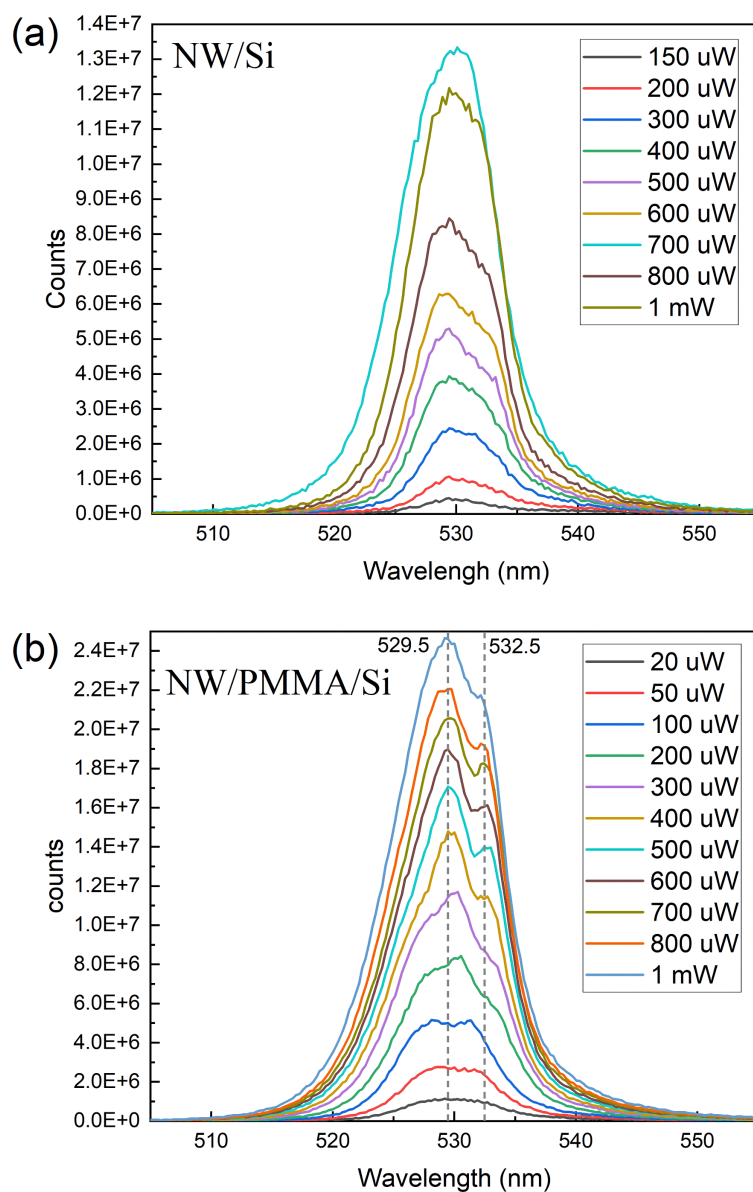 (a)
NW/Si
1.4E+7
1.3E+7
1.2E+7
1.1E+7
1.0E+7
9.0E+6
8.0E+6
7.0E+6
6.0E+6
5.0E+6
4.0E+6
3.0E+6
2.0E+6
1.0E+6
0.0E+0
Counts
510
520
530
540
550
Wavelengh (nm)
150 uW
200 uW
300 uW
400 uW
500 uW
600 uW
700 uW
800 uW
1 mW
(b)
NW/PMMA/Si
529.5
532.5
2.4E+7
2.2E+7
2.0E+7
1.8E+7
1.6E+7
1.4E+7
1.2E+7
1.0E+7
8.0E+6
6.0E+6
4.0E+6
2.0E+6
0.0E+0
counts
510
520
530
540
550
Wavelength (nm)
20 uW
50 uW
100 uW
200 uW
300 uW
400 uW
500 uW
600 uW
700 uW
800 uW
1 mW